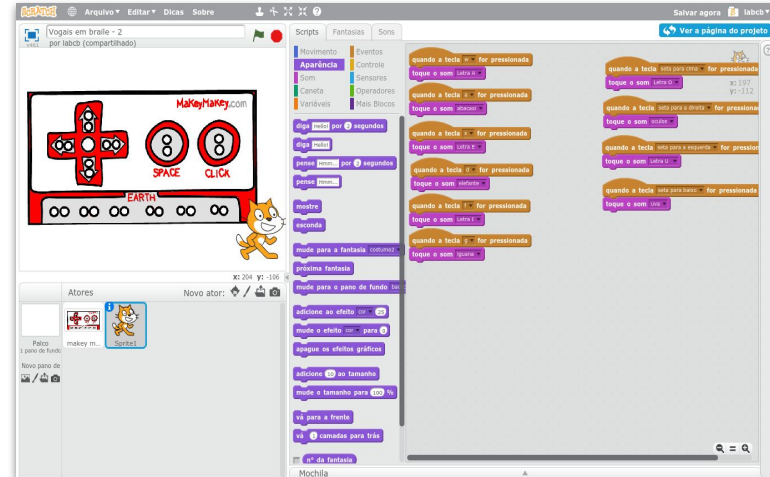 SCRATCH Arquivo Editar Dicas Sobre Salvar agora labcb
Vogais em braile - 2
v461 por labcb (compartilhado)
Ver a página do projeto
MaKeyMaKey.com
SPACE CLICK
EARTH
x: 204 y: -106
Atores Novo ator:
Palco
1 pano de fundo
makey m... Sprite1
Novo pano de
Scripts Fantasias Sons
Movimento Eventos
Aparência Controle
Som Sensores
Caneta Operadores
Variáveis Mais Blocos
diga Hello! por 2 segundos
diga Hello!
pense Hmm... por 2 segundos
pense Hmm...
mostre
esconda
mude para a fantasia costume2
próxima fantasia
mude para o pano de fundo
adicione ao efeito cor 25
mude o efeito cor para 0
apague os efeitos gráficos
adicione 10 ao tamanho
mude o tamanho para 100 %
vá para a frente
vá 1 camadas para trás
nº da fantasia
quando a tecla w for pressionada
toque o som Letra A
quando a tecla a for pressionada
toque o som abacaxi
quando a tecla s for pressionada
toque o som Letra E
quando a tecla d for pressionada
toque o som elefante
quando a tecla f for pressionada
toque o som Letra I
quando a tecla g for pressionada
toque o som iguana
quando a tecla seta para cima for pressionada
toque o som Letra O
x: 197
y: -112
quando a tecla seta para a direita for pressiona
toque o som oculos
quando a tecla seta para a esquerda for pression
toque o som Letra U
quando a tecla seta para baixo for pressiona
toque o som Uva
Mochila